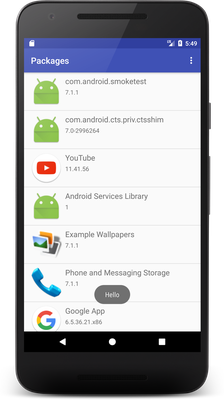 5:49
Packages
com.android.smoketest
7.1.1
com.android.cts.priv.ctsshim
7.0-2996264
YouTube
11.41.56
Android Services Library
1
Example Wallpapers
7.1.1
Phone and Messaging Storage
7.1.1
Hello
Google App
6.5.36.21.x86